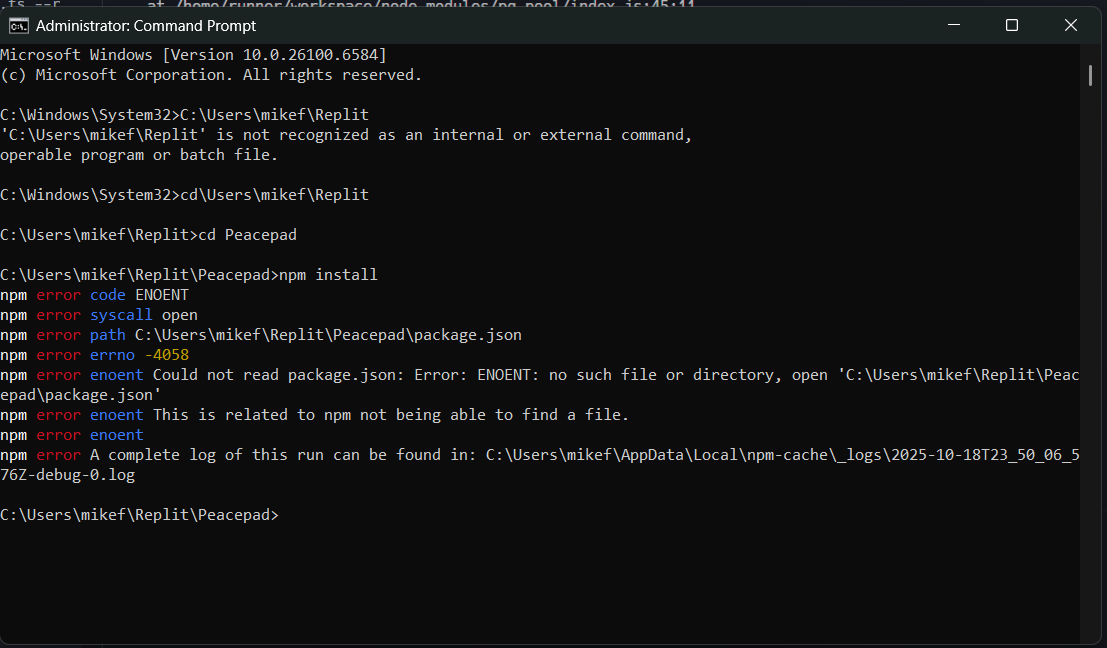 .ts --r at /home/runner/workspace/node_modules/pg-pool/index.js:45:11
Administrator: Command Prompt
Microsoft Windows [Version 10.0.26100.6584]
(c) Microsoft Corporation. All rights reserved.
C:\Windows\System32>C:\Users\mikef\Replit
'C:\Users\mikef\Replit' is not recognized as an internal or external command,
operable program or batch file.
C:\Windows\System32>cd\Users\mikef\Replit
C:\Users\mikef\Replit>cd Peacepad
C:\Users\mikef\Replit\Peacepad>npm install
npm error code ENOENT
npm error syscall open
npm error path C:\Users\mikef\Replit\Peacepad\package.json
npm error errno -4058
npm error enoent Could not read package.json: Error: ENOENT: no such file or directory, open 'C:\Users\mikef\Replit\Peac
epad\package.json'
npm error enoent This is related to npm not being able to find a file.
npm error enoent
npm error A complete log of this run can be found in: C:\Users\mikef\AppData\Local\npm-cache\_logs\2025-10-18T23_50_06_5
76Z-debug-0.log
C:\Users\mikef\Replit\Peacepad>